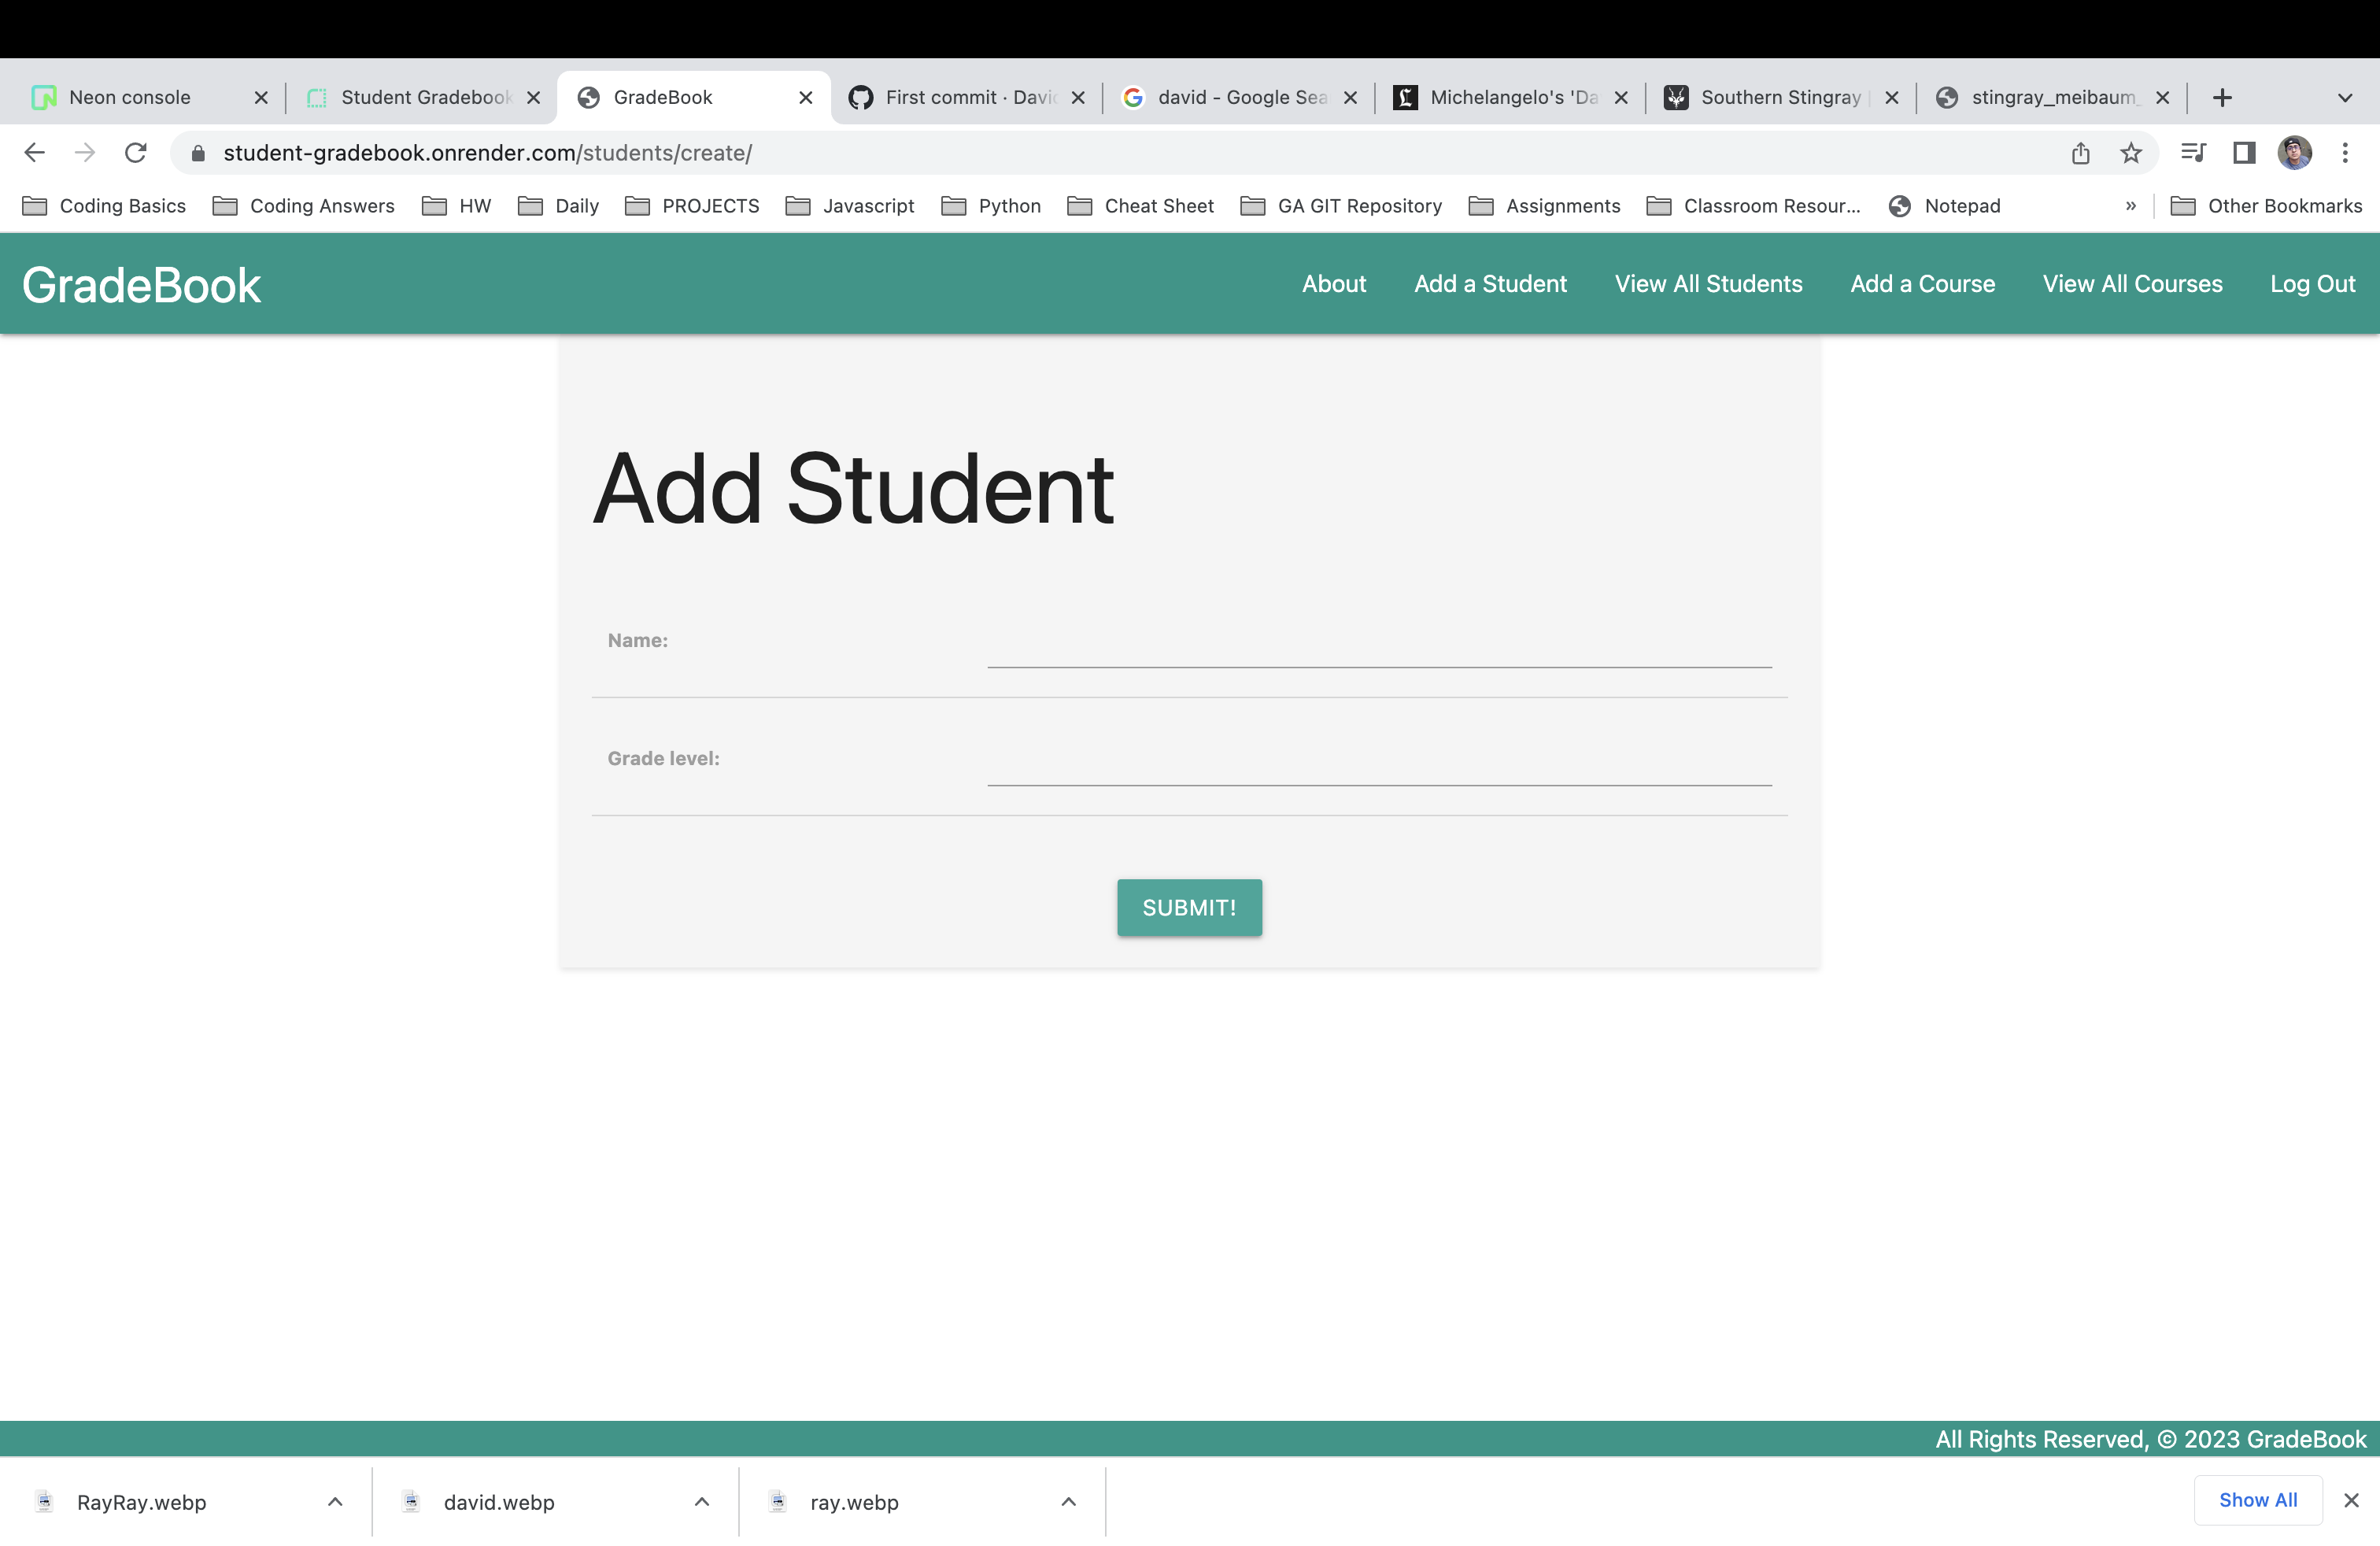 Neon console
Student Gradebook
GradeBook
First commit · Davi
david - Google Sea
Michelangelo's 'Da
Southern Stingray
stingray_meibaum_
student-gradebook.onrender.com/students/create/
Coding Basics
Coding Answers
HW
Daily
PROJECTS
Javascript
Python
Cheat Sheet
GA GIT Repository
Assignments
Classroom Resour...
Notepad
»
Other Bookmarks
GradeBook
About
Add a Student
View All Students
Add a Course
View All Courses
Log Out
Add Student
Name:
Grade level:
SUBMIT!
All Rights Reserved, © 2023 GradeBook
RayRay.webp
david.webp
ray.webp
Show All